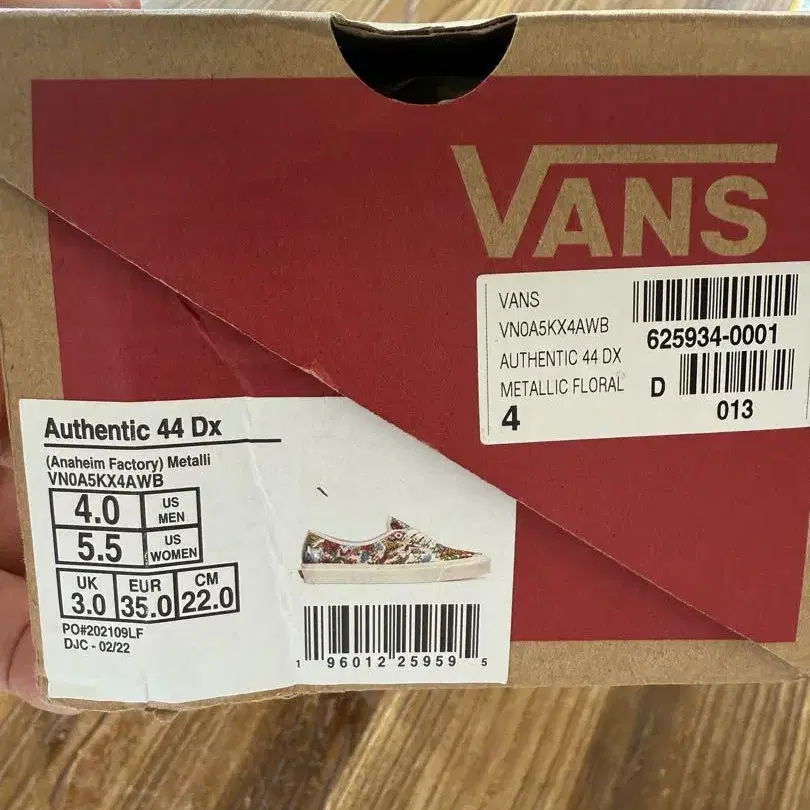 VANS
VANS
VN0A5KX4AWB
AUTHENTIC 44 DX
METALLIC FLORAL
4
625934-0001
D
013
Authentic 44 Dx
(Anaheim Factory) Metalli
VN0A5KX4AWB
4.0 US MEN
5.5 US WOMEN
UK 3.0 EUR 35.0 CM 22.0
PO#202109LF
DJC - 02/22
1 96012 25959 5